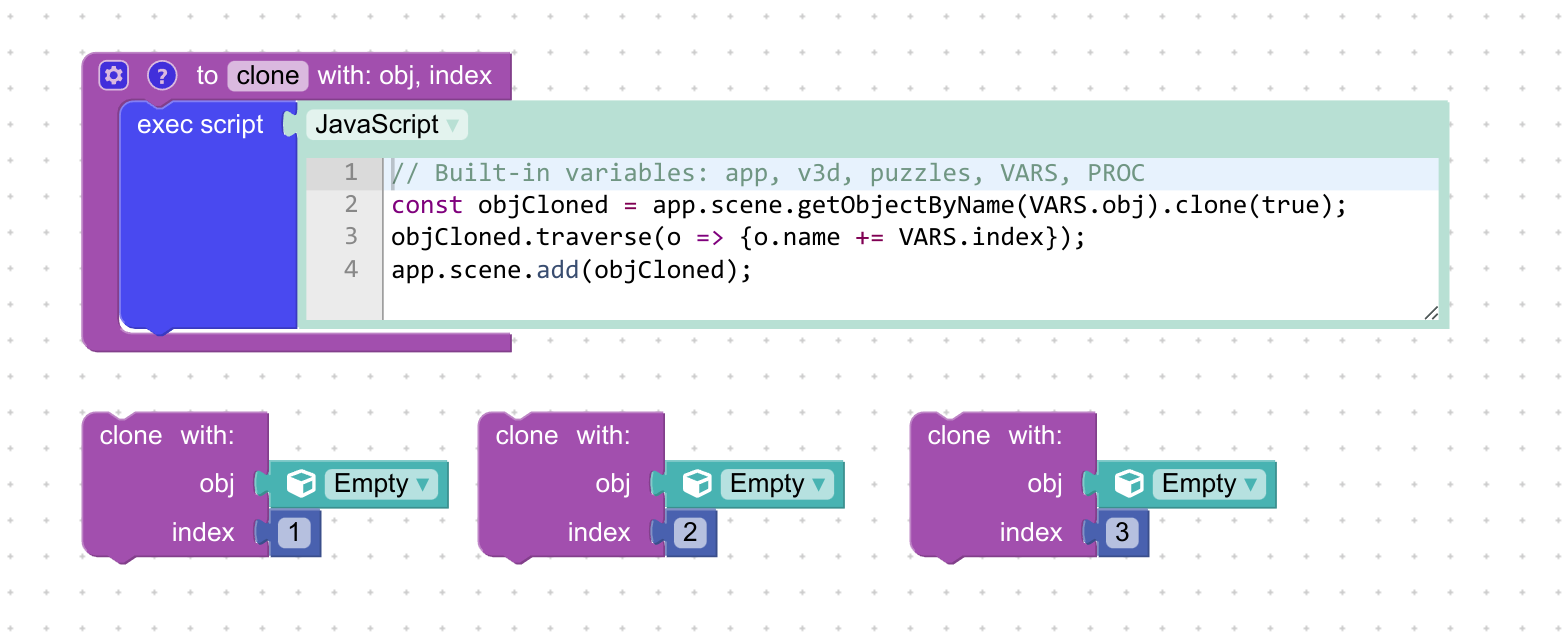 ? to clone with: obj, index
exec script JavaScript ▾
1 // Built-in variables: app, v3d, puzzles, VARS, PROC
2 const objCloned = app.scene.getObjectByName(VARS.obj).clone(true);
3 objCloned.traverse(o => {o.name += VARS.index});
4 app.scene.add(objCloned);
clone with: clone with: clone with:
obj Empty ▾ obj Empty ▾ obj Empty ▾
index 1 index 2 index 3